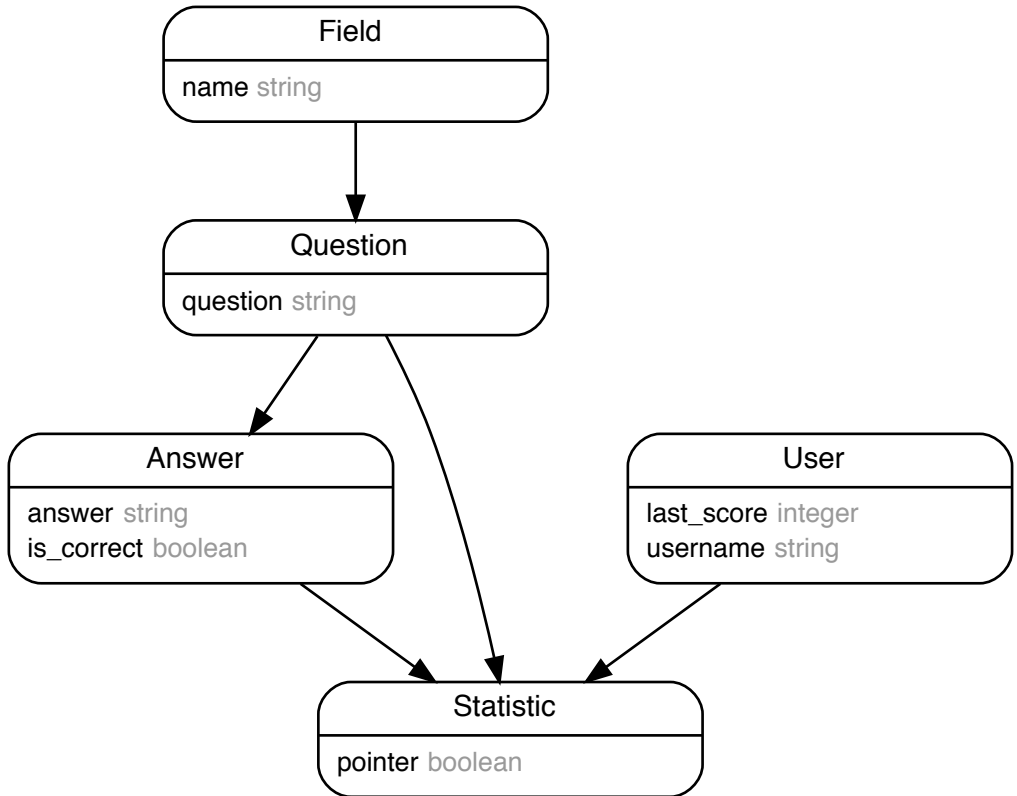 Field
name string
Question
question string
Answer
answer string
is_correct boolean
User
last_score integer
username string
Statistic
pointer boolean